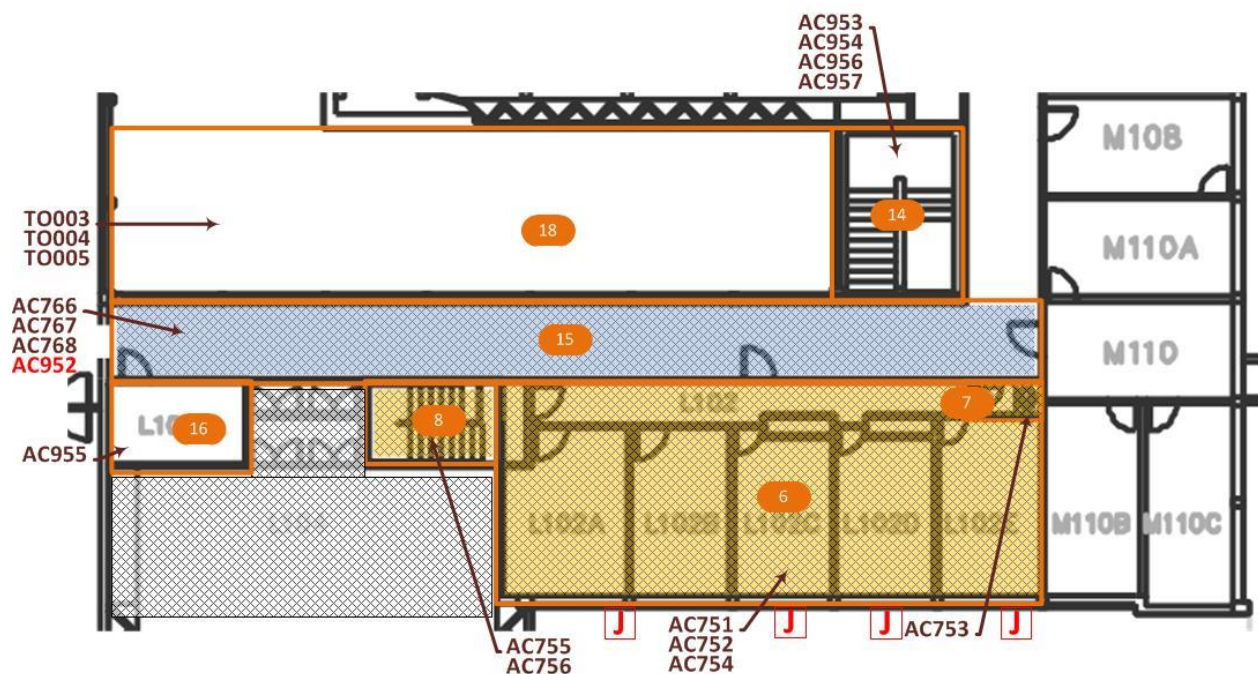 AC953
AC954
AC956
AC957
M108
TO003
TO004
TO005
18
14
M110A
AC766
AC767
AC768
AC952
15
M110
16
8
L102
7
AC955
6
L102A
L102B
L102C
L102D
L102E
M110B
M110C
J
J
J
J
AC751
AC752
AC754
AC753
AC755
AC756